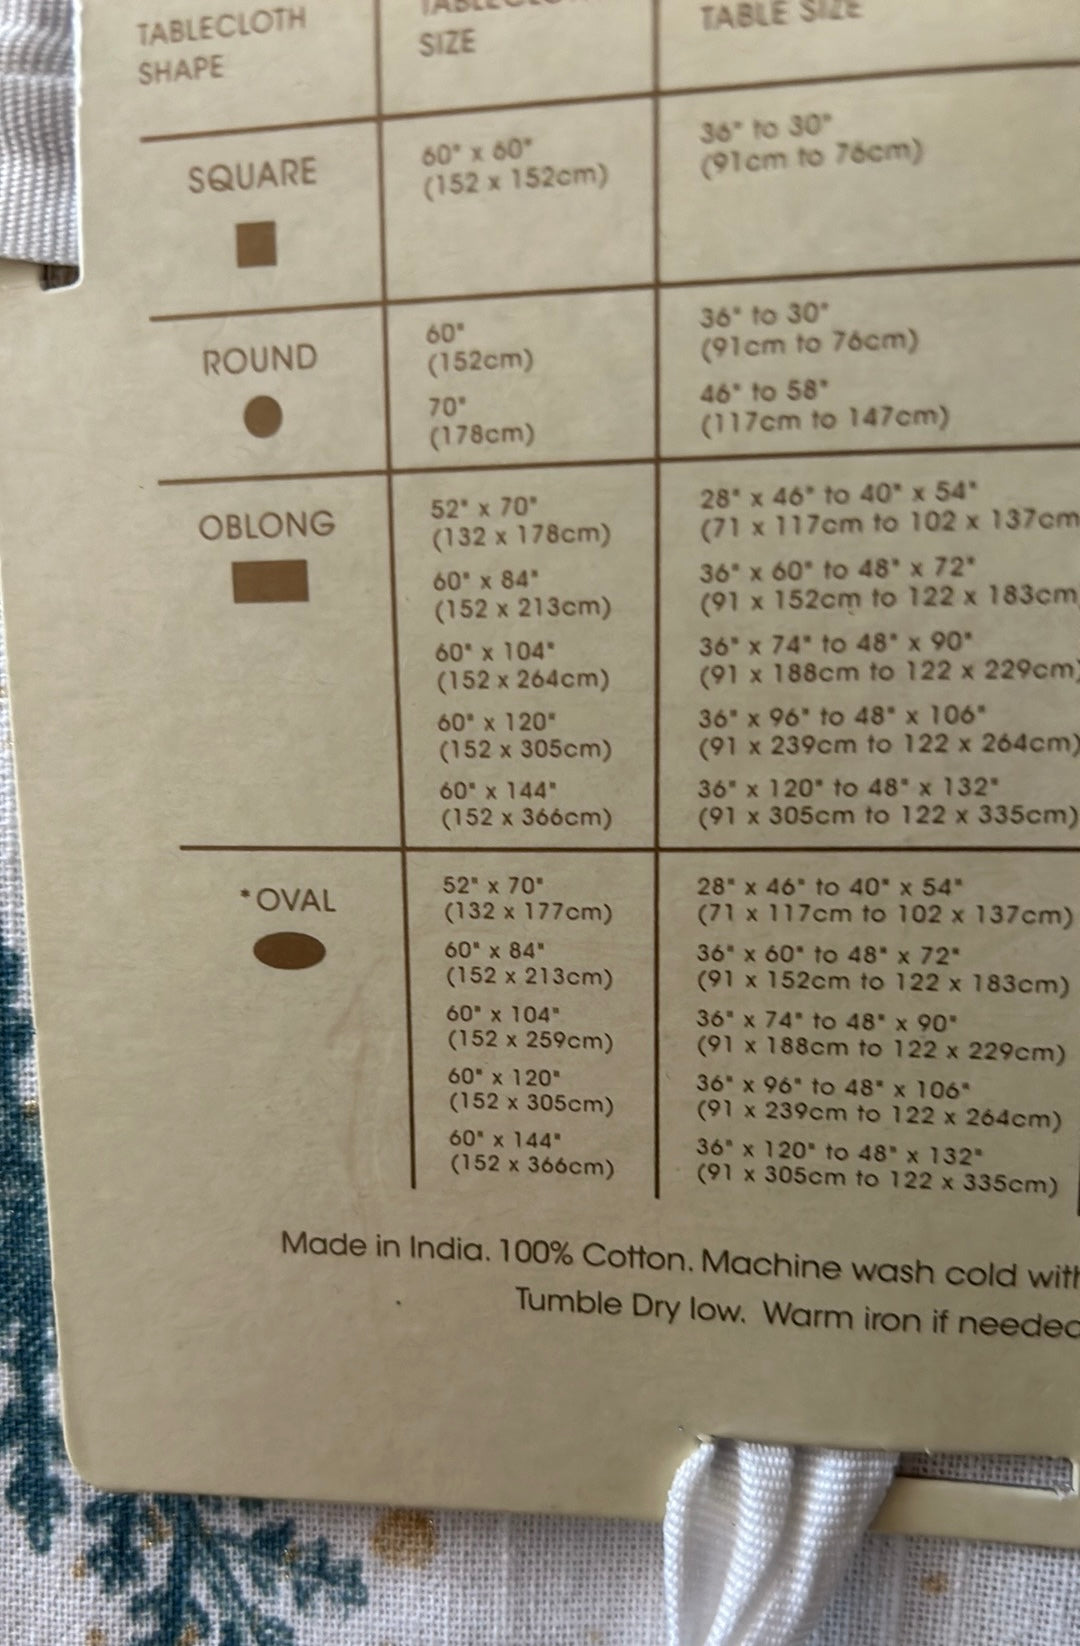 TABLECLOTH
SHAPE
TABLECLOTH
SIZE
TABLE SIZE
SQUARE
60" x 60"
(152 x 152cm)
36" to 30"
(91cm to 76cm)
ROUND
60"
(152cm)
36" to 30"
(91cm to 76cm)
70"
(178cm)
46" to 58"
(117cm to 147cm)
OBLONG
52" x 70"
(132 x 178cm)
28" x 46" to 40" x 54"
(71 x 117cm to 102 x 137cm
60" x 84"
(152 x 213cm)
36" x 60" to 48" x 72"
(91 x 152cm to 122 x 183cm
60" x 104"
(152 x 264cm)
36" x 74" to 48" x 90"
(91 x 188cm to 122 x 229cm)
60" x 120"
(152 x 305cm)
36" x 96" to 48" x 106"
(91 x 239cm to 122 x 264cm)
60" x 144"
(152 x 366cm)
36" x 120" to 48" x 132"
(91 x 305cm to 122 x 335cm)
*OVAL
52" x 70"
(132 x 177cm)
28" x 46" to 40" x 54"
(71 x 117cm to 102 x 137cm)
60" x 84"
(152 x 213cm)
36" x 60" to 48" x 72"
(91 x 152cm to 122 x 183cm)
60" x 104"
(152 x 259cm)
36" x 74" to 48" x 90"
(91 x 188cm to 122 x 229cm)
60" x 120"
(152 x 305cm)
36" x 96" to 48" x 106"
(91 x 239cm to 122 x 264cm)
60" x 144"
(152 x 366cm)
36" x 120" to 48" x 132"
(91 x 305cm to 122 x 335cm)
Made in India. 100% Cotton. Machine wash cold with
Tumble Dry low. Warm iron if needed